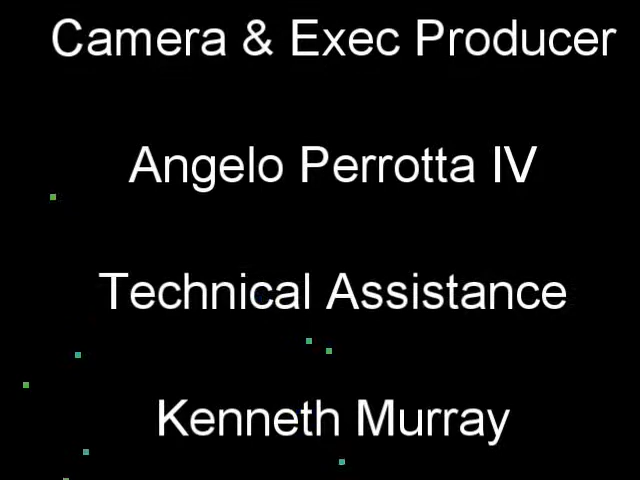 Camera & Exec Producer
Angelo Perrotta IV
Technical Assistance
Kenneth Murray